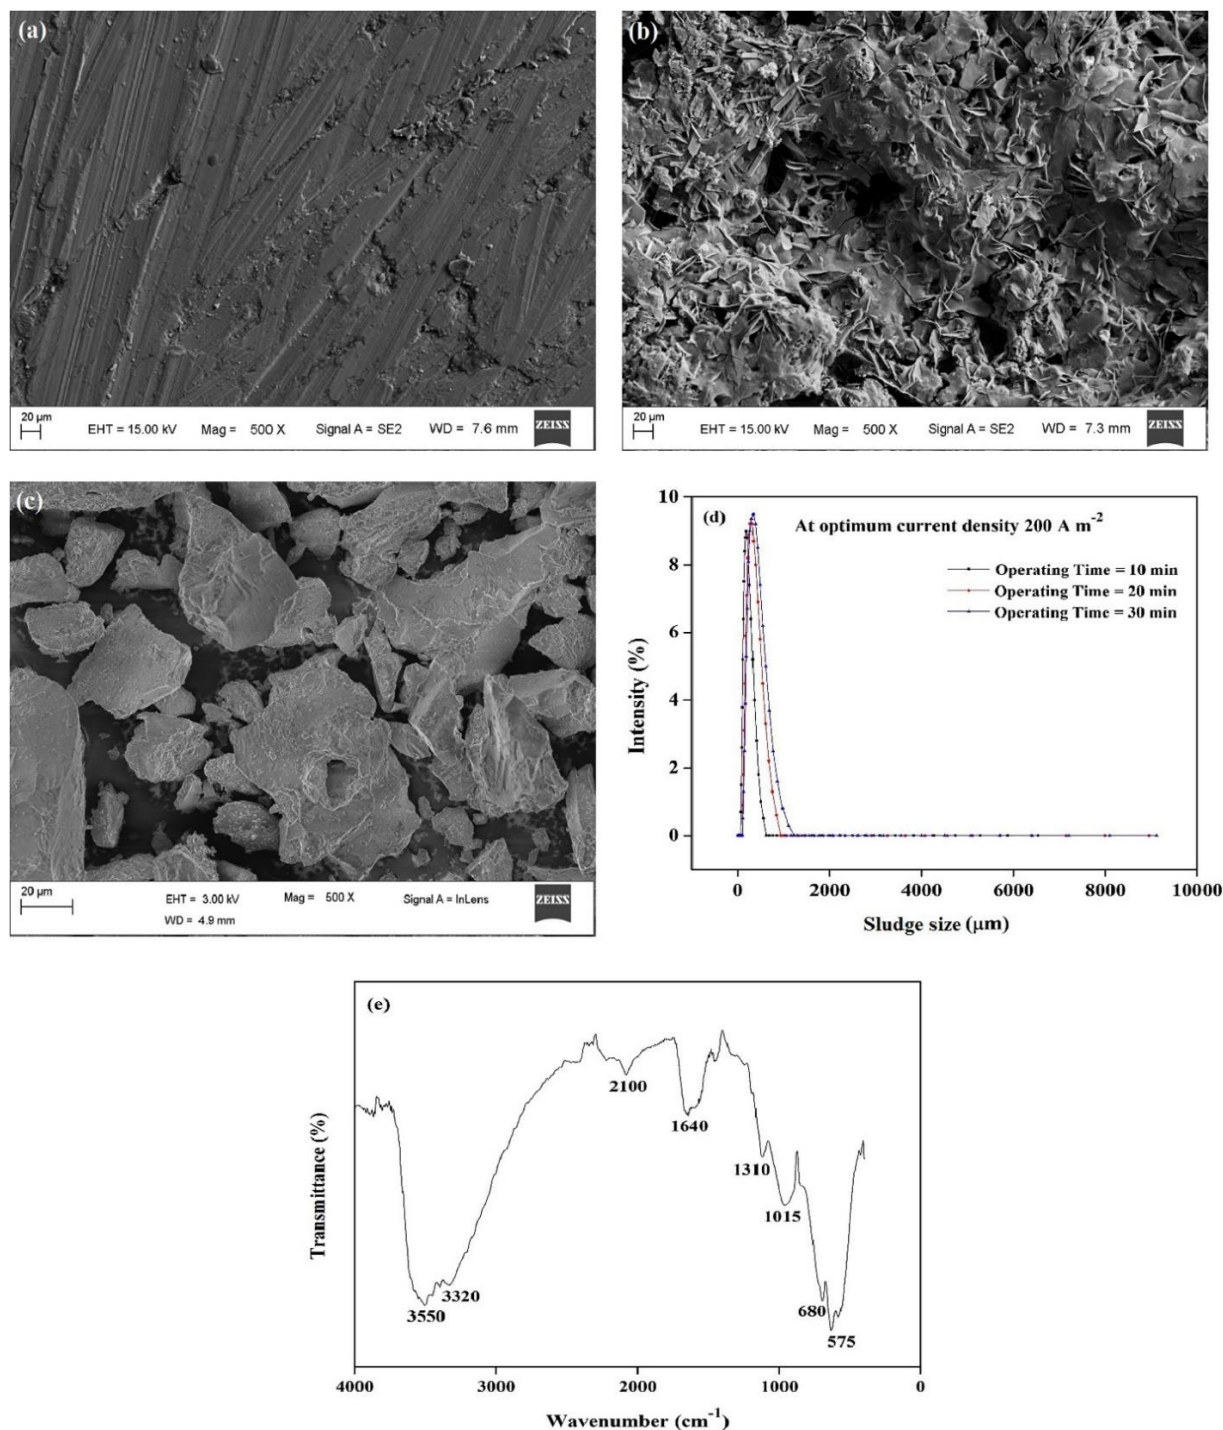 (a)
20 µm
EHT = 15.00 kV Mag = 500 X Signal A = SE2 WD = 7.6 mm ZEISS
(b)
20 µm
EHT = 15.00 kV Mag = 500 X Signal A = SE2 WD = 7.3 mm ZEISS
(c)
20 µm
EHT = 3.00 kV Mag = 500 X Signal A = InLens ZEISS
WD = 4.9 mm
(d)
At optimum current density 200 A m⁻²
Operating Time = 10 min
Operating Time = 20 min
Operating Time = 30 min
10
8
6
4
2
0
Intensity (%)
0 2000 4000 6000 8000 10000
Sludge size (µm)
(e)
2100
1640
1310
1015
3320
3550
680
575
Transmittance (%)
4000 3000 2000 1000 0
Wavenumber (cm⁻¹)